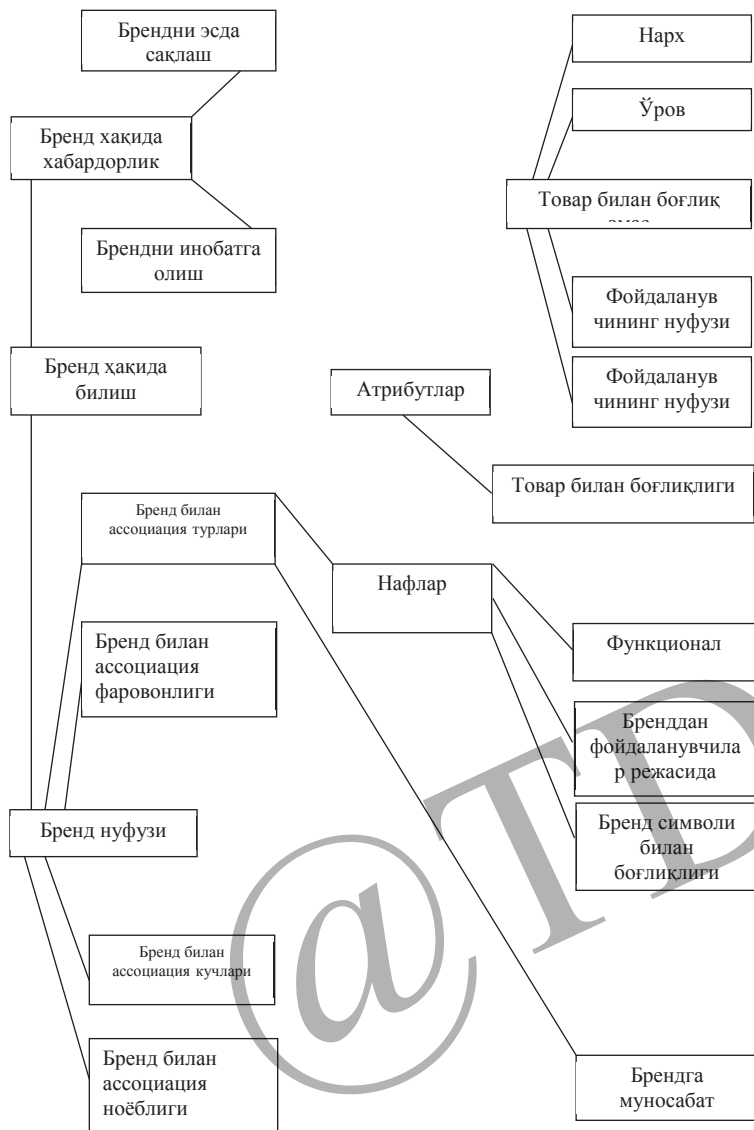 Брендни эсда
сақлаш
Бренд хақида
хабардорлик
Брендни инобатга
олиш
Бренд ҳақида
билиш
Бренд билан
ассоциация турлари
Бренд билан
ассоциация
фаровонлиги
Бренд нуфузи
Бренд билан
ассоциация кучлари
Бренд билан
ассоциация
ноёблиги
Атрибутлар
Нафлар
Нарх
Ўров
Товар билан боғлиқ
Фойдаланув
чининг нуфузи
Фойдаланув
чининг нуфузи
Товар билан боғлиқлиги
Функционал
Бренддан
фойдаланувчила
р режасида
Бренд символи
билан
боғлиқлиги
Брендга
муносабат
@TD